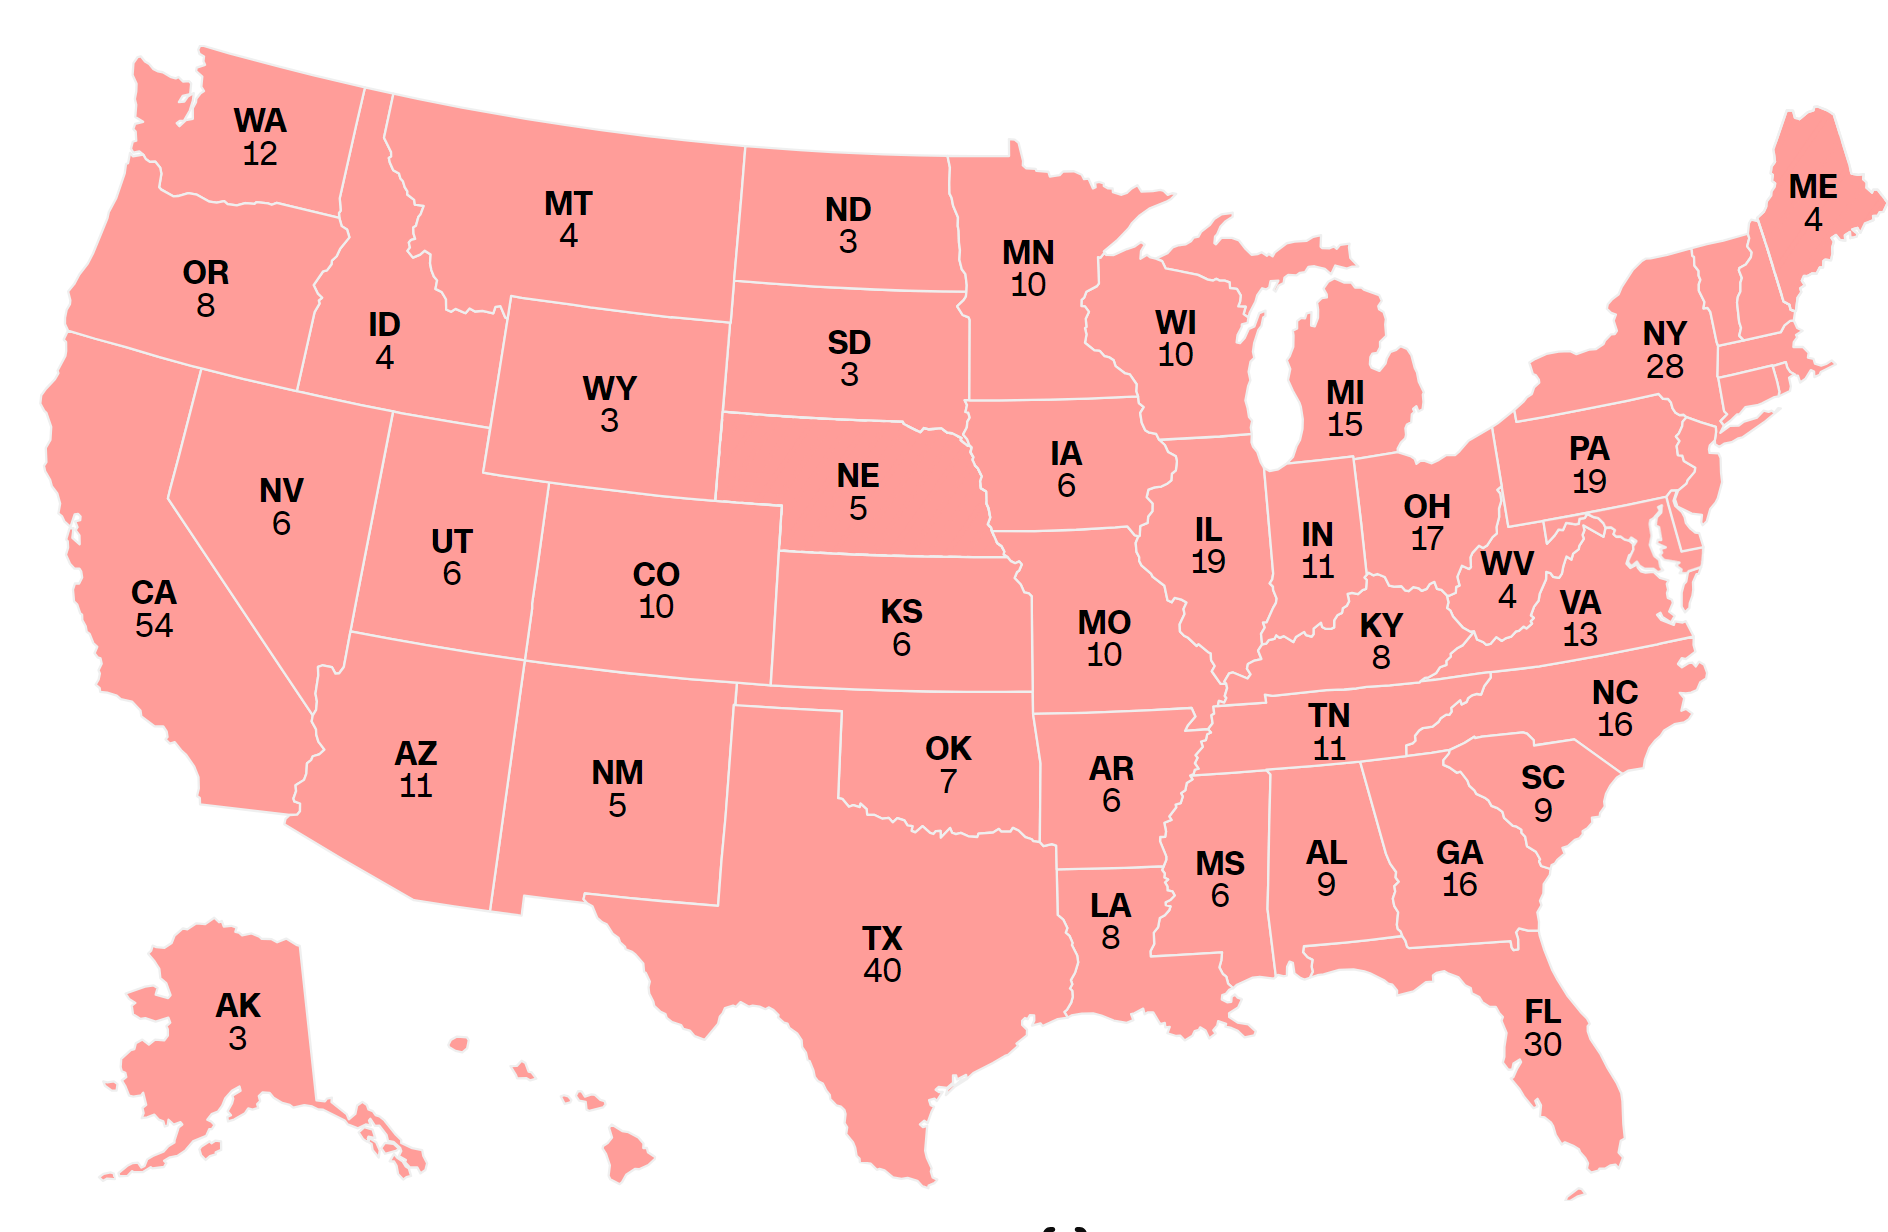 WA
12
MT
4
ND
3
MN
10
ME
4
OR
8
ID
4
WY
3
SD
3
WI
10
MI
15
NY
28
NV
6
UT
6
CO
10
NE
5
IA
6
IL
19
IN
11
OH
17
PA
19
WV
4
VA
13
CA
54
KS
6
MO
10
KY
8
AZ
11
NM
5
OK
7
AR
6
TN
11
NC
16
SC
9
TX
40
LA
8
MS
6
AL
9
GA
16
FL
30
AK
3